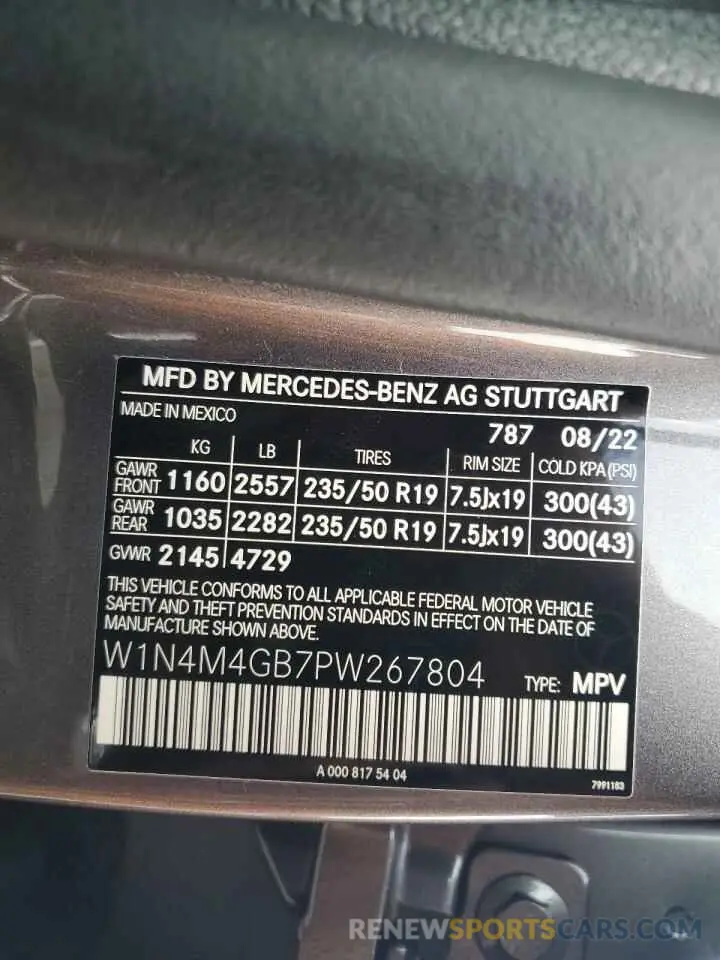 MFD BY MERCEDES-BENZ AG STUTTGART
MADE IN MEXICO
787 08/22
KG LB TIRES RIM SIZE COLD KPA(PSI)
GAWR FRONT 1160 2557 235/50 R19 7.5Jx19 300(43)
GAWR REAR 1035 2282 235/50 R19 7.5Jx19 300(43)
GVWR 2145 4729
THIS VEHICLE CONFORMS TO ALL APPLICABLE FEDERAL MOTOR VEHICLE
SAFETY AND THEFT PREVENTION STANDARDS IN EFFECT ON THE DATE OF
MANUFACTURE SHOWN ABOVE.
W1N4M4GB7PW267804 TYPE: MPV
A 000 817 54 04
7991183
RENEWSPORTSCARS.COM